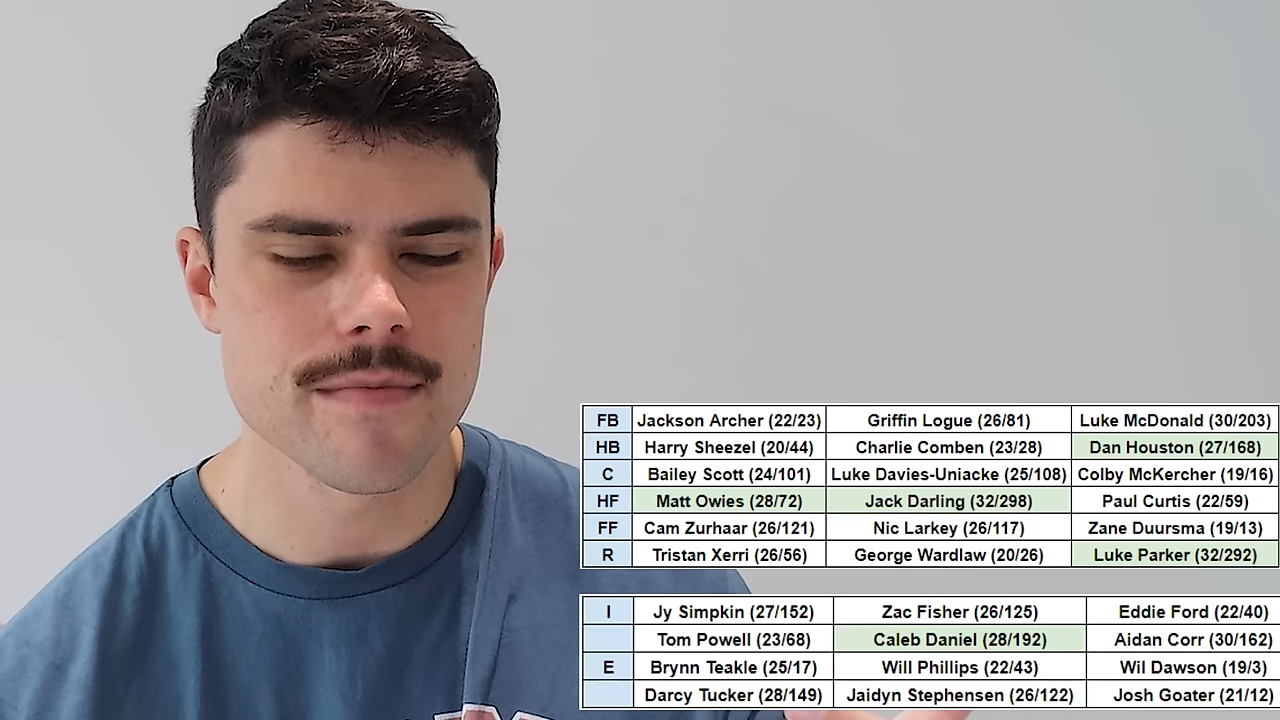 FB Jackson Archer (22/23) Griffin Logue (26/81) Luke McDonald (30/203)
HB Harry Sheezel (20/44) Charlie Comben (23/28) Dan Houston (27/168)
C Bailey Scott (24/101) Luke Davies-Uniacke (25/108) Colby McKercher (19/16)
HF Matt Owies (28/72) Jack Darling (32/298) Paul Curtis (22/59)
FF Cam Zurhaar (26/121) Nic Larkey (26/117) Zane Duursma (19/13)
R Tristan Xerri (26/56) George Wardlaw (20/26) Luke Parker (32/292)
I Jy Simpkin (27/152) Zac Fisher (26/125) Eddie Ford (22/40)
Tom Powell (23/68) Caleb Daniel (28/192) Aidan Corr (30/162)
E Brynn Teakle (25/17) Will Phillips (22/43) Wil Dawson (19/3)
Darcy Tucker (28/149) Jaidyn Stephensen (26/122) Josh Goater (21/12)